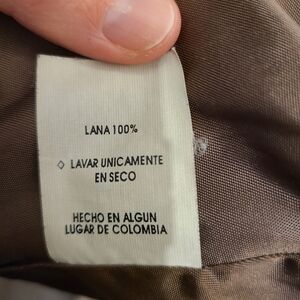 LANA 100%
◇ LAVAR UNICAMENTE
EN SECO
HECHO EN ALGUN
LUGAR DE COLOMBIA